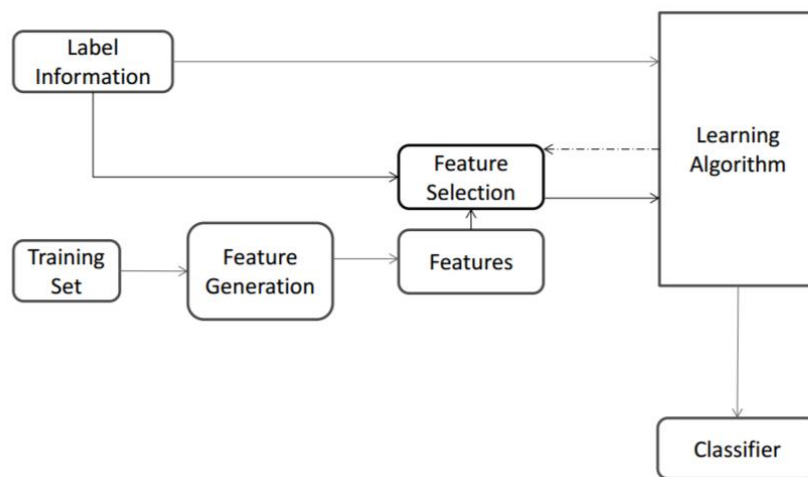 Label
Information
Learning
Algorithm
Feature
Selection
Training
Set
Feature
Generation
Features
Classifier